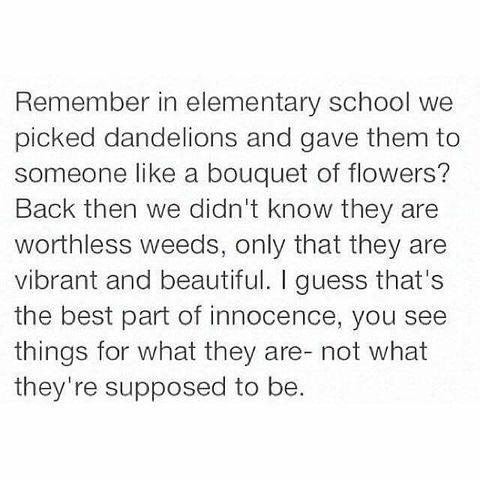 Remember in elementary school we
picked dandelions and gave them to
someone like a bouquet of flowers?
Back then we didn't know they are
worthless weeds, only that they are
vibrant and beautiful. I guess that's
the best part of innocence, you see
things for what they are- not what
they're supposed to be.